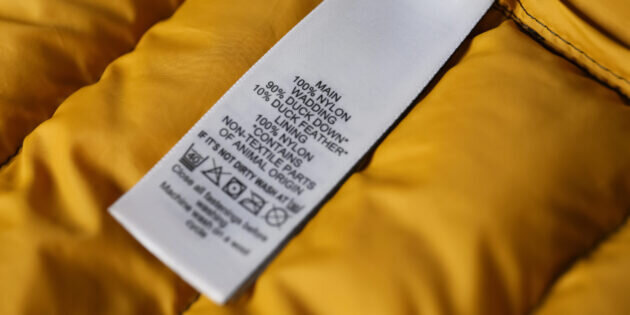 MAIN
100% NYLON
WADDING
90% DUCK DOWN"
10% DUCK FEATHER"
LINING
100% NYLON
"CONTAINS
NON-TEXTILE PARTS
OF ANIMAL ORIGIN
IF IT'S NOT DIRTY WASH AT
40
Close all fastenings before
washing
Machine wash on a wool
cycle